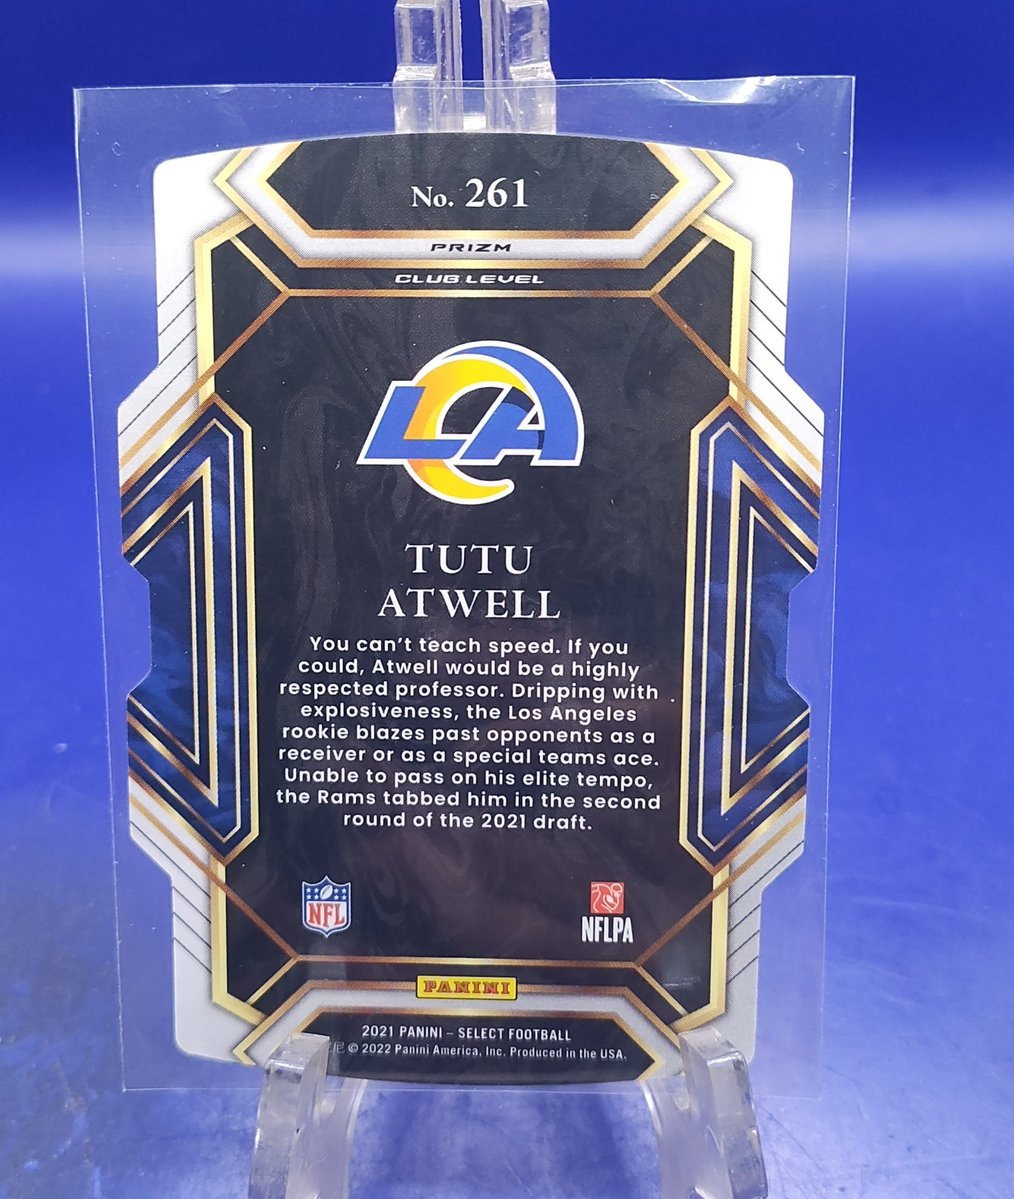 No. 261
PRIZM
CLUB LEVEL
LA
TUTU
ATWELL
You can't teach speed. If you
could, Atwell would be a highly
respected professor. Dripping with
explosiveness, the Los Angeles
rookie blazes past opponents as a
receiver or as a special teams ace.
Unable to pass on his elite tempo,
the Rams tabbed him in the second
round of the 2021 draft.
NFL
NFLPA
PANINI
2021 PANINI – SELECT FOOTBALL
© 2022 Panini America, Inc. Produced in the USA.